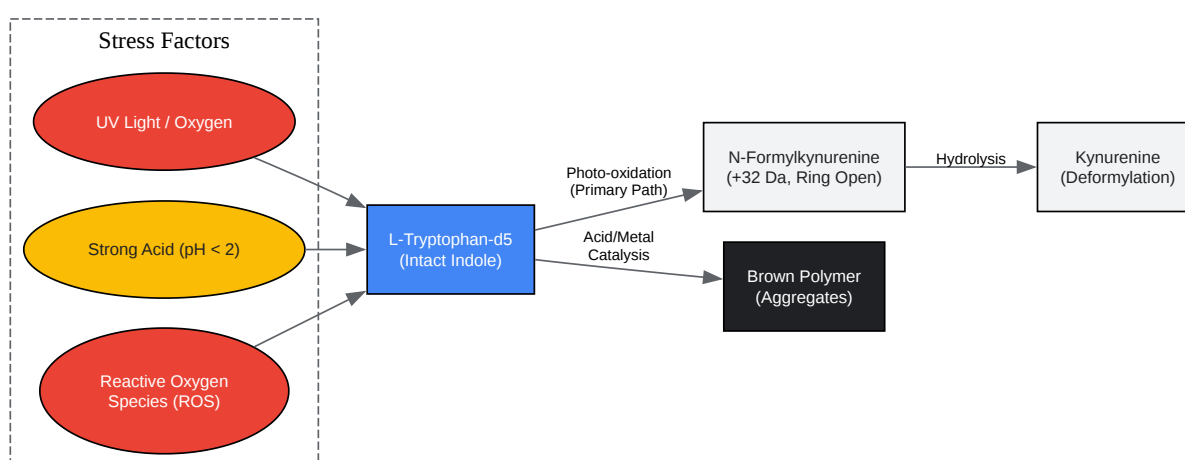 Stress Factors
UV Light / Oxygen
Strong Acid (pH < 2)
Reactive Oxygen
Species (ROS)
L-Tryptophan-d5
(Intact Indole)
Photo-oxidation
(Primary Path)
Acid/Metal
Catalysis
N-Formylkynurenine
(+32 Da, Ring Open)
Brown Polymer
(Aggregates)
Hydrolysis
Kynurenine
(Deformylation)